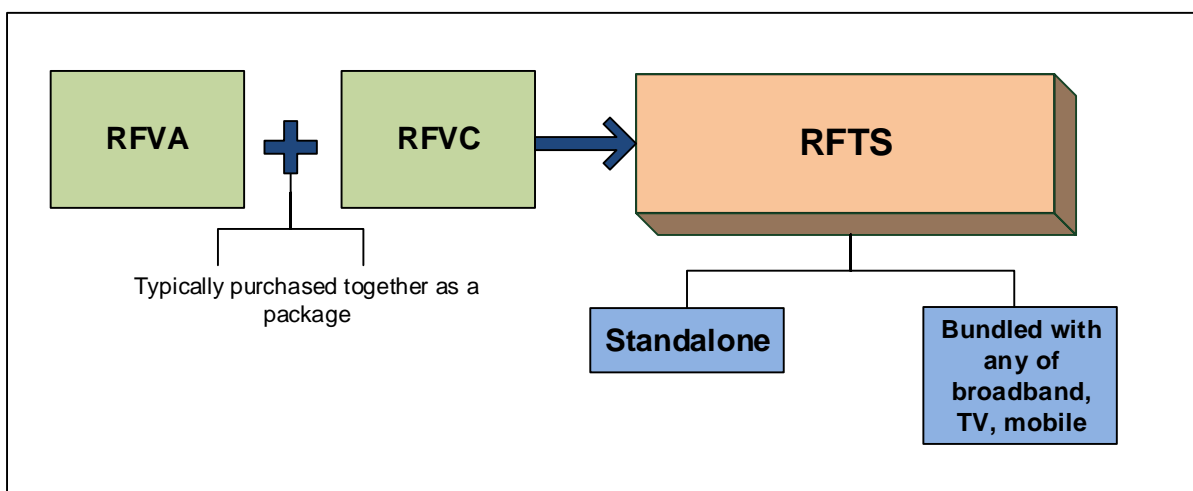 RFVA
RFVC
RFTS
Typically purchased together as a
package
Standalone
Bundled with
any of
broadband,
TV, mobile